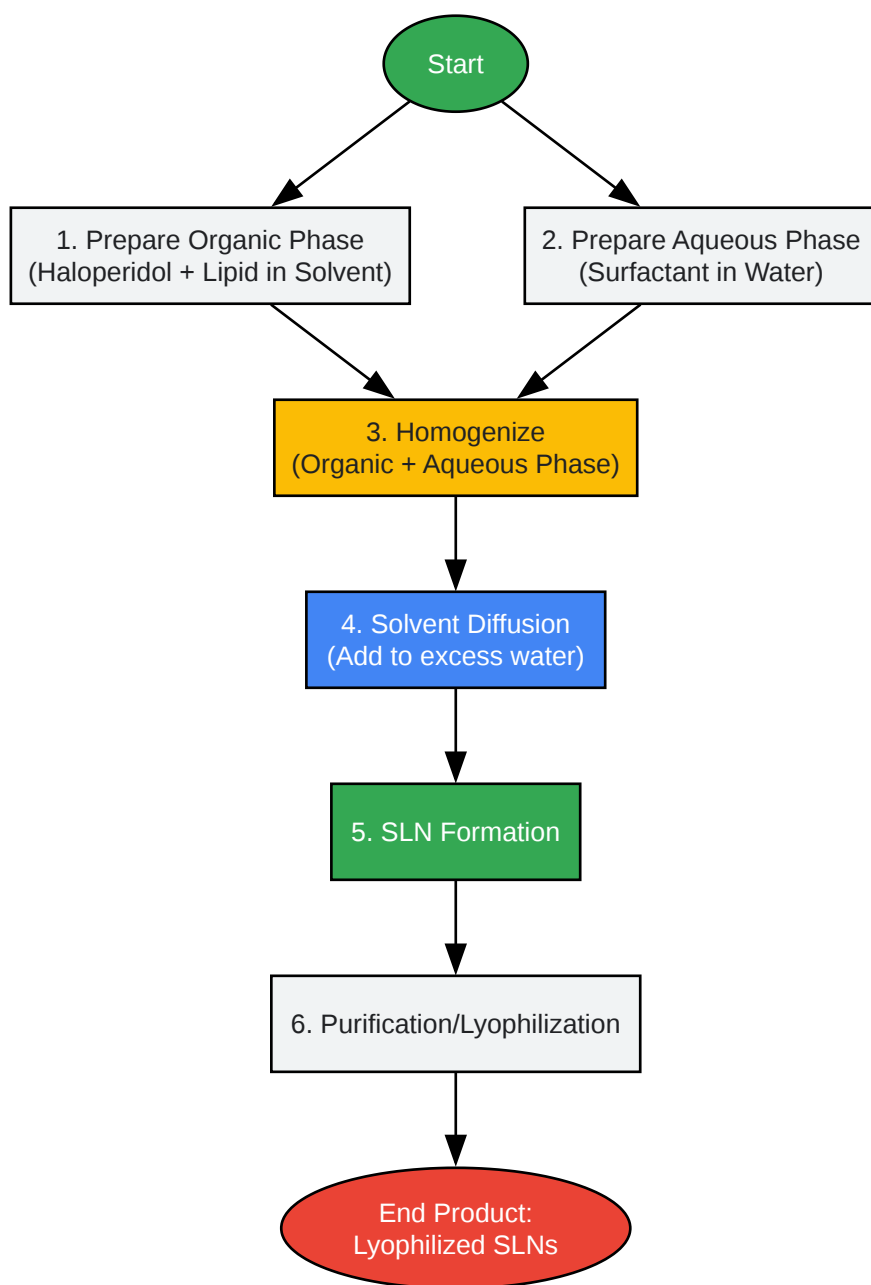 Start
1. Prepare Organic Phase
(Haloperidol + Lipid in Solvent)
2. Prepare Aqueous Phase
(Surfactant in Water)
3. Homogenize
(Organic + Aqueous Phase)
4. Solvent Diffusion
(Add to excess water)
5. SLN Formation
6. Purification/Lyophilization
End Product:
Lyophilized SLNs